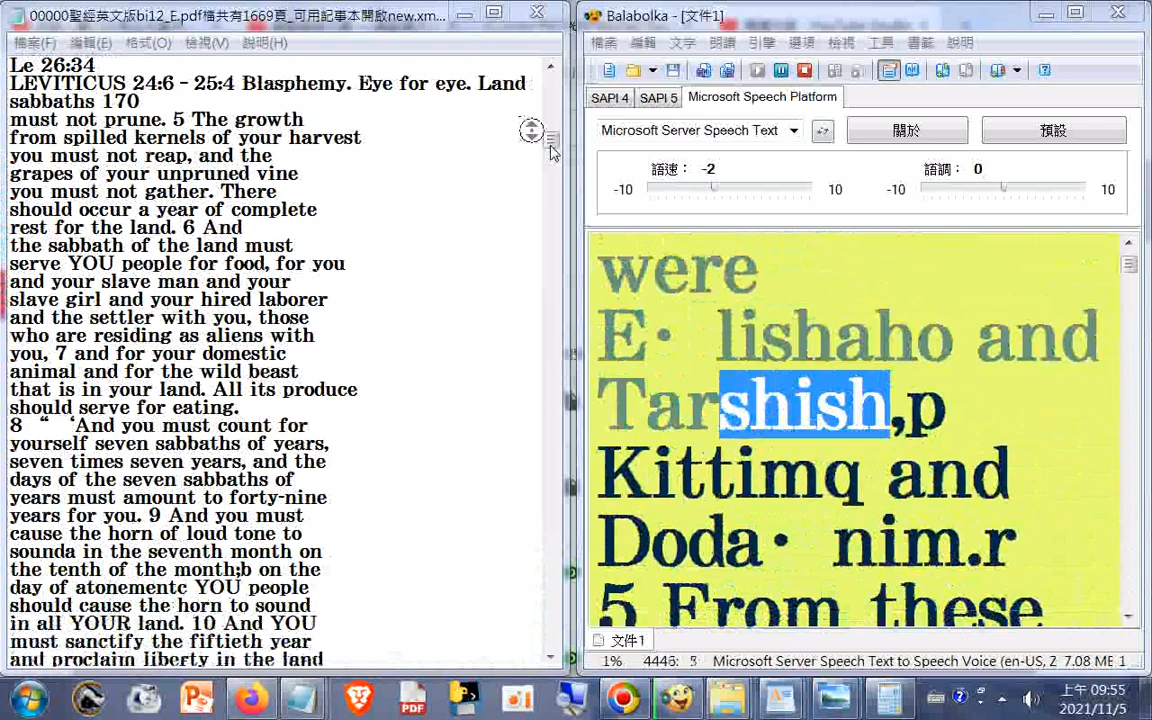 00000聖經英文版bi12_E.pdf檔共有1669頁_可用記事本開啟new.xm...
檔案(F) 編輯(E) 格式(O) 檢視(V) 說明(H)
Le 26:34
LEVITICUS 24:6 - 25:4 Blasphemy. Eye for eye. Land
sabbaths 170
must not prune. 5 The growth
from spilled kernels of your harvest
you must not reap, and the
grapes of your unpruned vine
you must not gather. There
should occur a year of complete
rest for the land. 6 And
the sabbath of the land must
serve YOU people for food, for you
and your slave man and your
slave girl and your hired laborer
and the settler with you, those
who are residing as aliens with
you, 7 and for your domestic
animal and for the wild beast
that is in your land. All its produce
should serve for eating.
8 “ ‘And you must count for
yourself seven sabbaths of years,
seven times seven years, and the
days of the seven sabbaths of
years must amount to forty-nine
years for you. 9 And you must
cause the horn of loud tone to
sounda in the seventh month on
the tenth of the month;b on the
day of atonementc YOU people
should cause the horn to sound
in all YOUR land. 10 And YOU
must sanctify the fiftieth year
and proclaim liberty in the land
Balabolka - [文件1]
檔案 編輯 文字 朗讀 引擎 選項 檢視 工具 書籤 說明
SAPI 4 SAPI 5 Microsoft Speech Platform
Microsoft Server Speech Text 關於 預設
語速: -2 語調: 0
-10 10 -10 10
were
E· lishaho and
Tarshish,p
Kittimq and
Doda· nim.r
5 From these
文件1
1% 4446: Microsoft Server Speech Text to Speech Voice (en-US, 7.08 ME
上午 09:55
2021/11/5